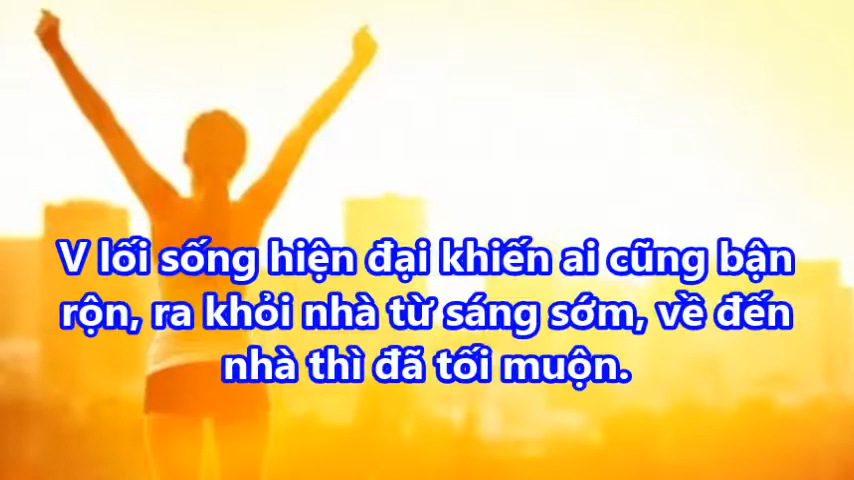 V lối sống hiện đại khiến ai cũng bận
rộn, ra khỏi nhà từ sáng sớm, về đến
nhà thì đã tối muộn.